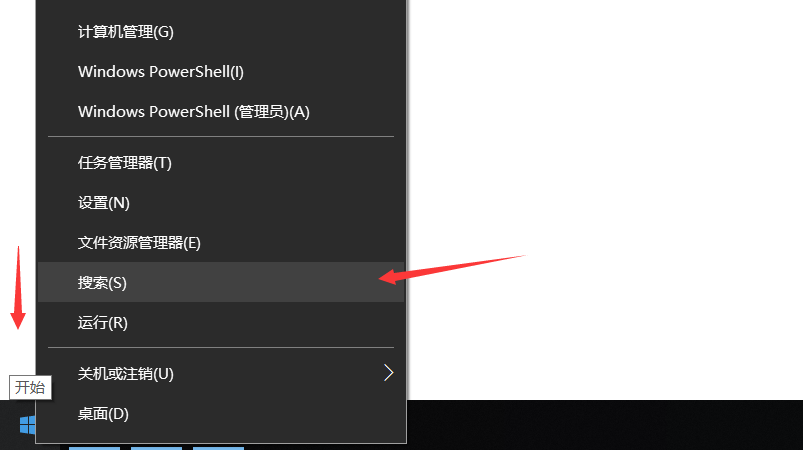 计算机管理(G)
Windows PowerShell(I)
Windows PowerShell (管理员)(A)
任务管理器(T)
设置(N)
文件资源管理器(E)
搜索(S)
运行(R)
关机或注销(U)
开始
桌面(D)